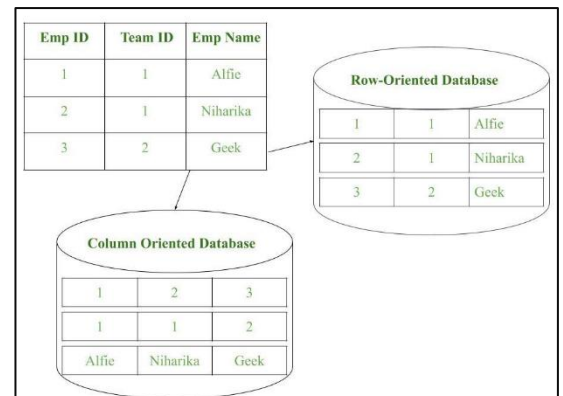 Emp ID Team ID Emp Name
1 1 Alfie
2 1 Niharika
3 2 Geek
Row-Oriented Database
1 1 Alfie
2 1 Niharika
3 2 Geek
Column Oriented Database
1 2 3
1 1 2
Alfie Niharika Geek